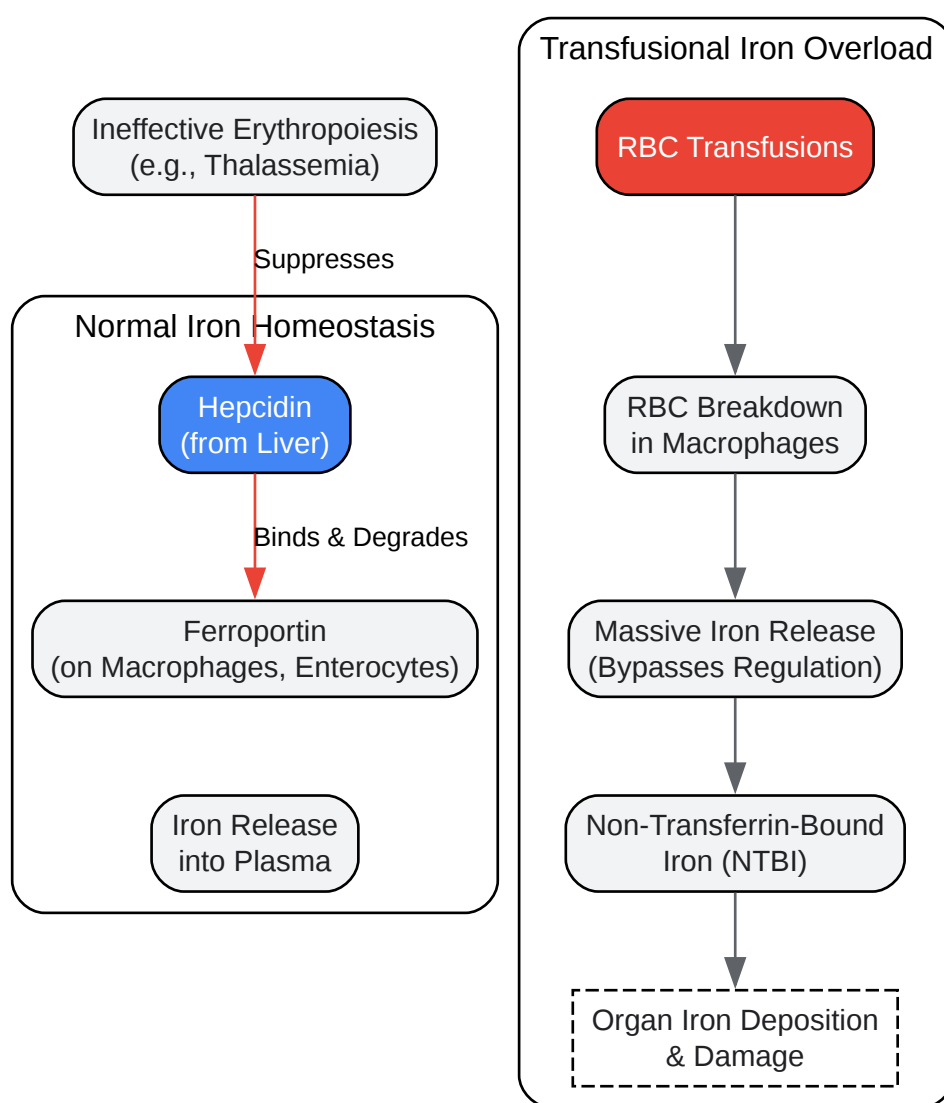 Ineffective Erythropoiesis
(e.g., Thalassemia)
Suppresses
Normal Iron Homeostasis
Hepcidin
(from Liver)
Binds & Degrades
Ferroportin
(on Macrophages, Enterocytes)
Iron Release
into Plasma
Transfusional Iron Overload
RBC Transfusions
RBC Breakdown
in Macrophages
Massive Iron Release
(Bypasses Regulation)
Non-Transferrin-Bound
Iron (NTBI)
Organ Iron Deposition
& Damage